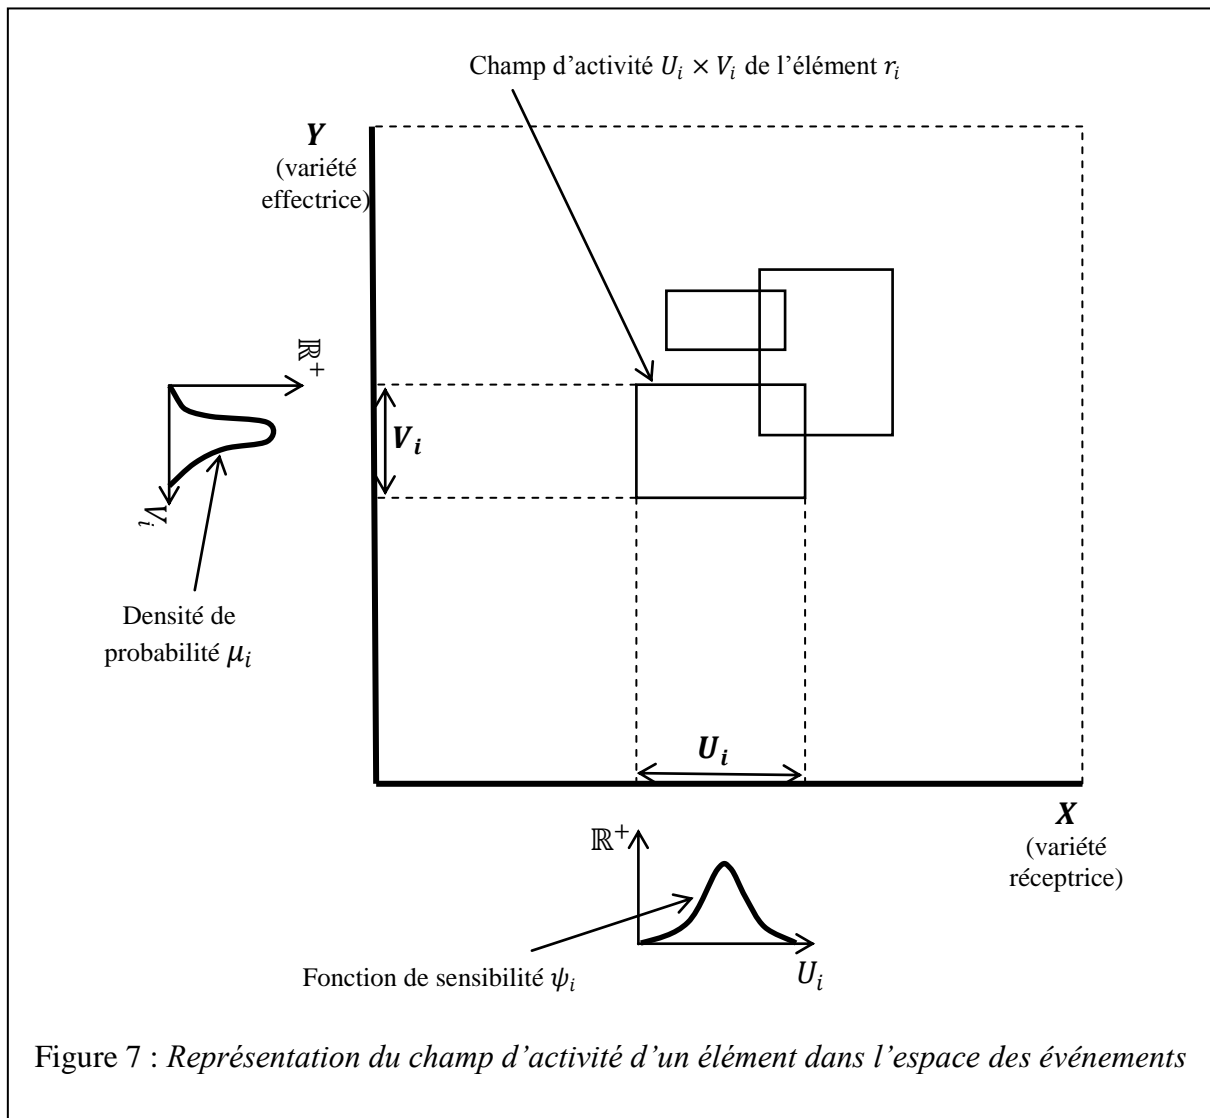 Champ d’activité 𝑈ᵢ × 𝑉ᵢ de l’élément 𝑟ᵢ
Y
(variété
effectrice)
ℝ⁺
Vᵢ
Vᵢ
Densité de
probabilité μᵢ
Uᵢ
X
(variété
réceptrice)
ℝ⁺
Fonction de sensibilité ψᵢ
Uᵢ
Figure 7 : Représentation du champ d’activité d’un élément dans l’espace des événements